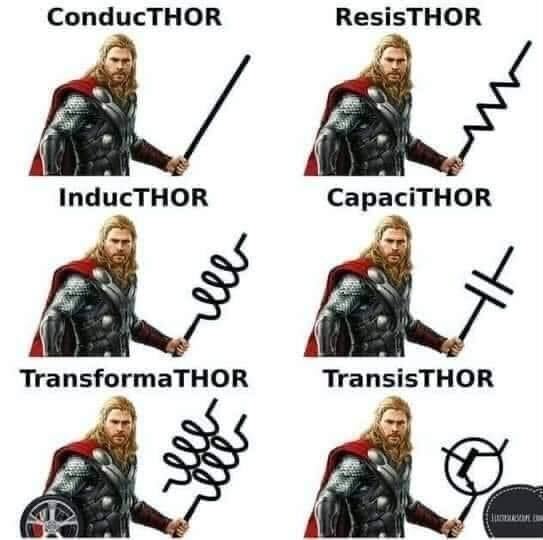 ConducTHOR
ResisTHOR
InducTHOR
CapaciTHOR
TransformaTHOR
TransisTHOR